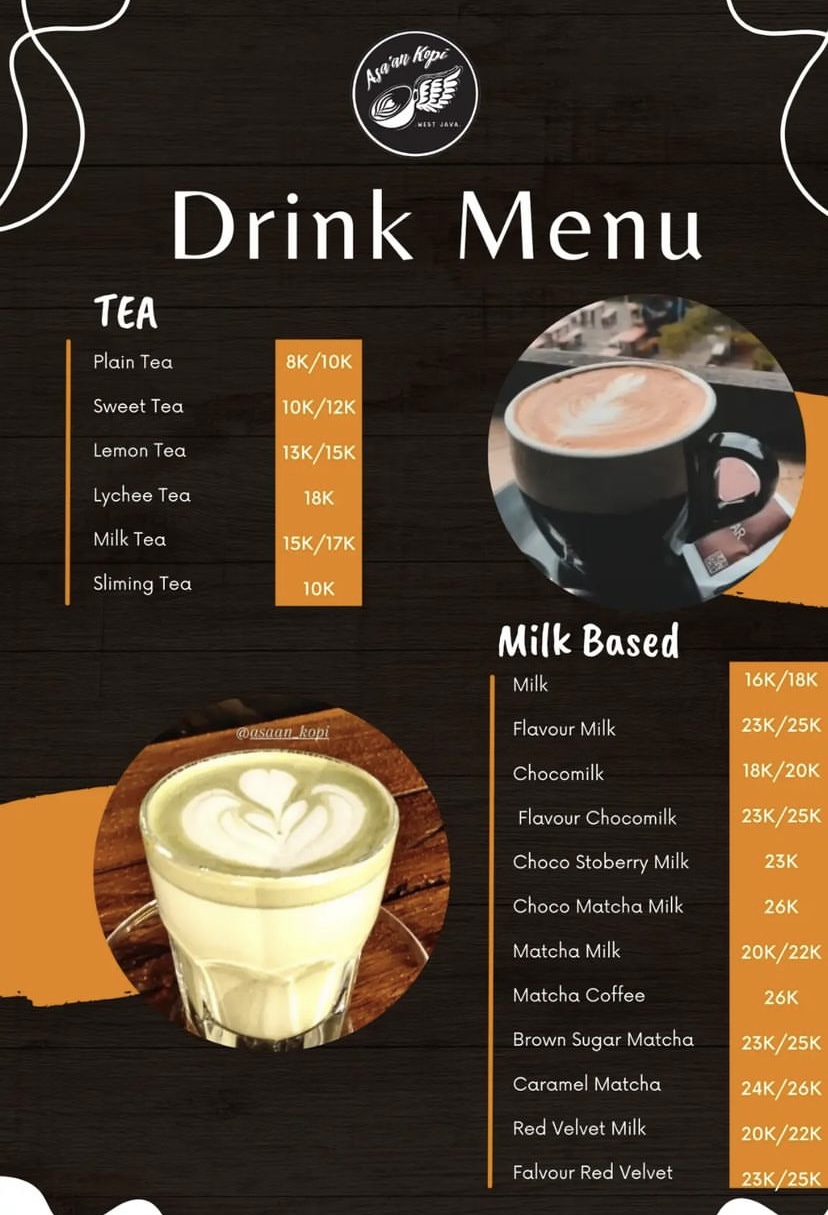 Asa'an Kopi
WEST JAVA.
Drink Menu
TEA
Plain Tea 8K/10K
Sweet Tea 10K/12K
Lemon Tea 13K/15K
Lychee Tea 18K
Milk Tea 15K/17K
Sliming Tea 10K
Milk Based
Milk 16K/18K
Flavour Milk 23K/25K
Chocomilk 18K/20K
Flavour Chocomilk 23K/25K
Choco Stoberry Milk 23K
Choco Matcha Milk 26K
Matcha Milk 20K/22K
Matcha Coffee 26K
Brown Sugar Matcha 23K/25K
Caramel Matcha 24K/26K
Red Velvet Milk 20K/22K
Falvour Red Velvet 23K/25K
@asaan_kopi